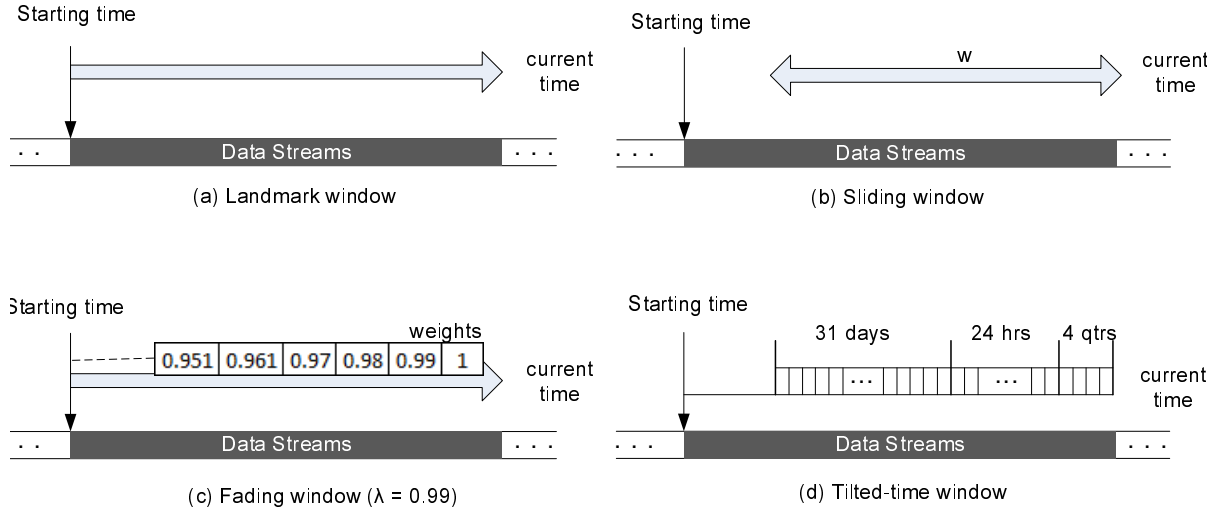 Starting time
current
time
. . Data Streams . . .
(a) Landmark window
Starting time
w
current
time
. . . Data Streams . . .
(b) Sliding window
Starting time
weights
0.951 0.961 0.97 0.98 0.99 1
current
time
. . Data Streams . . .
(c) Fading window (λ = 0.99)
Starting time
31 days 24 hrs 4 qtrs
... ...
current
time
. . . Data Streams . . .
(d) Tilted-time window